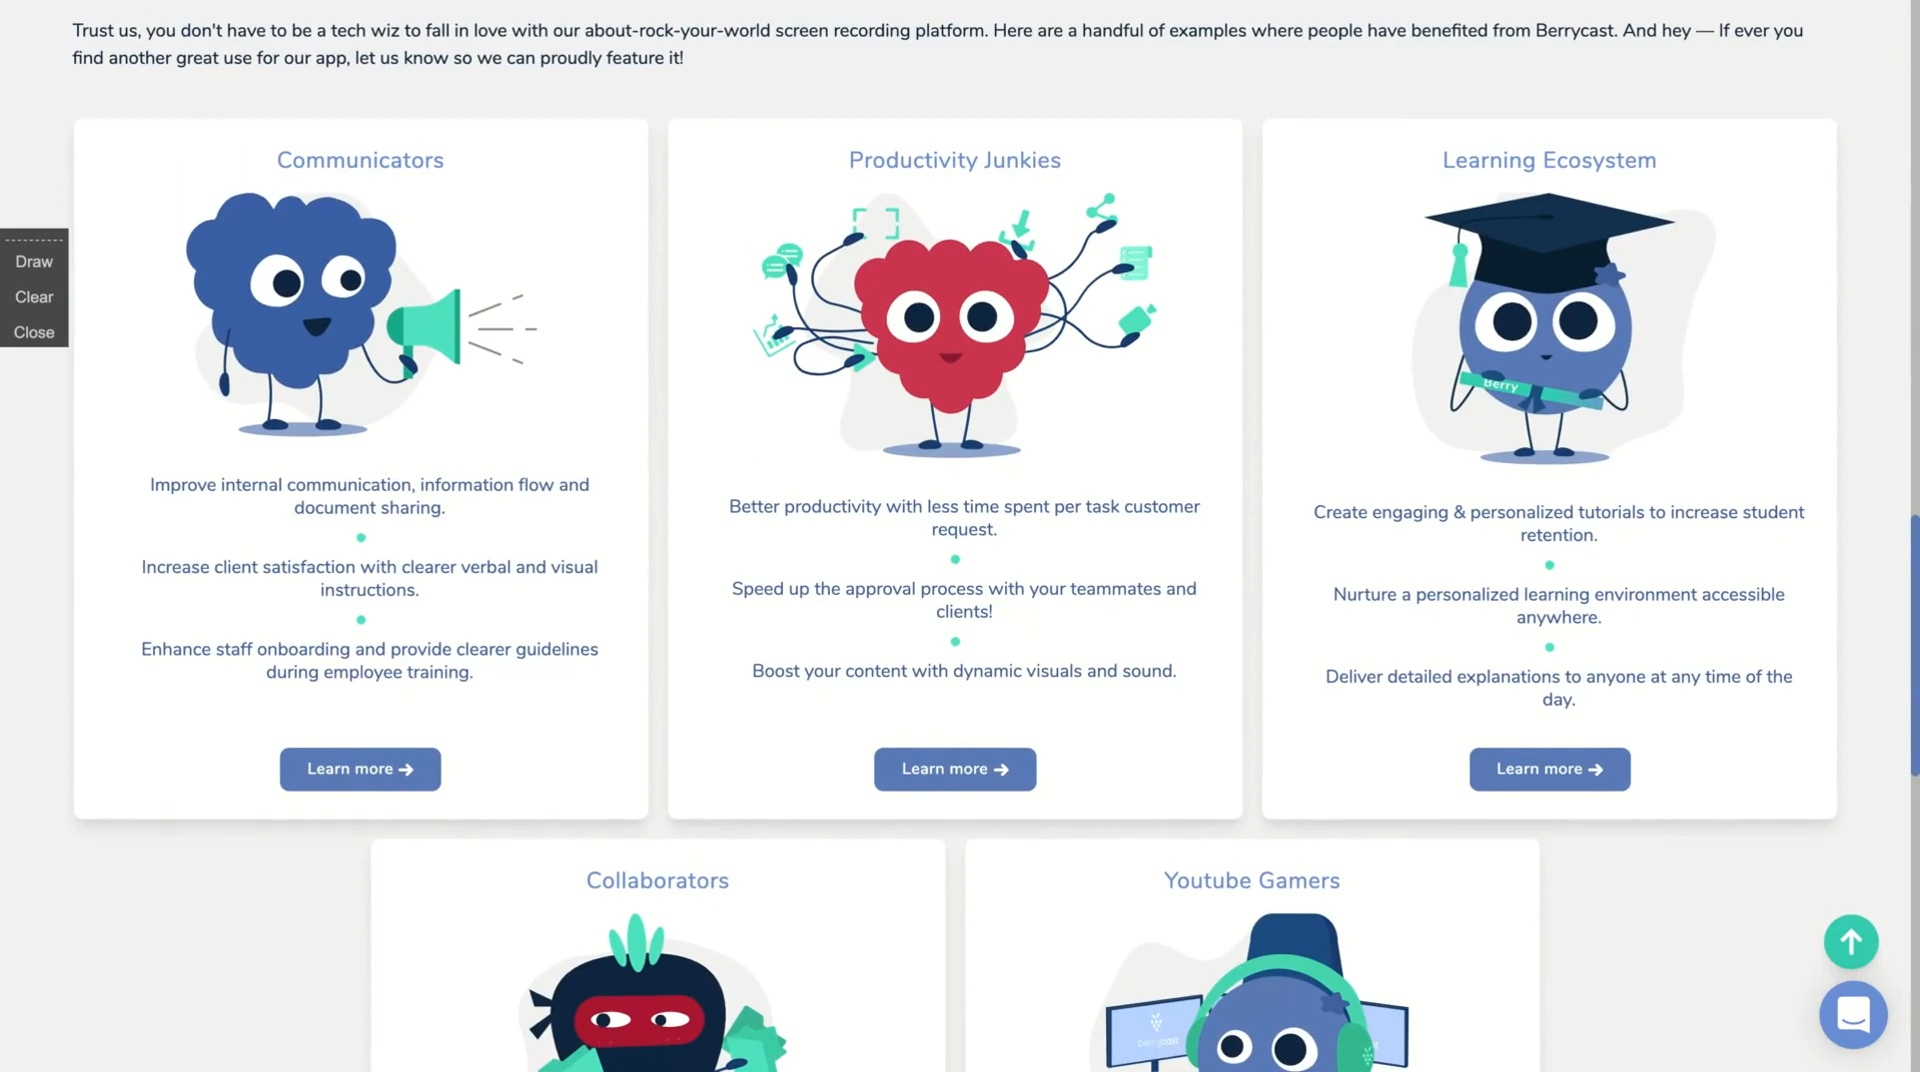 Trust us, you don't have to be a tech wiz to fall in love with our about-rock-your-world screen recording platform. Here are a handful of examples where people have benefited from Berrycast. And hey — If ever you
find another great use for our app, let us know so we can proudly feature it!
Draw
Clear
Close
Communicators
Improve internal communication, information flow and
document sharing.
Increase client satisfaction with clearer verbal and visual
instructions.
Enhance staff onboarding and provide clearer guidelines
during employee training.
Learn more
Productivity Junkies
Better productivity with less time spent per task customer
request.
Speed up the approval process with your teammates and
clients!
Boost your content with dynamic visuals and sound.
Learn more
Learning Ecosystem
Berry
Create engaging & personalized tutorials to increase student
retention.
Nurture a personalized learning environment accessible
anywhere.
Deliver detailed explanations to anyone at any time of the
day.
Learn more
Collaborators
Youtube Gamers
berrycast